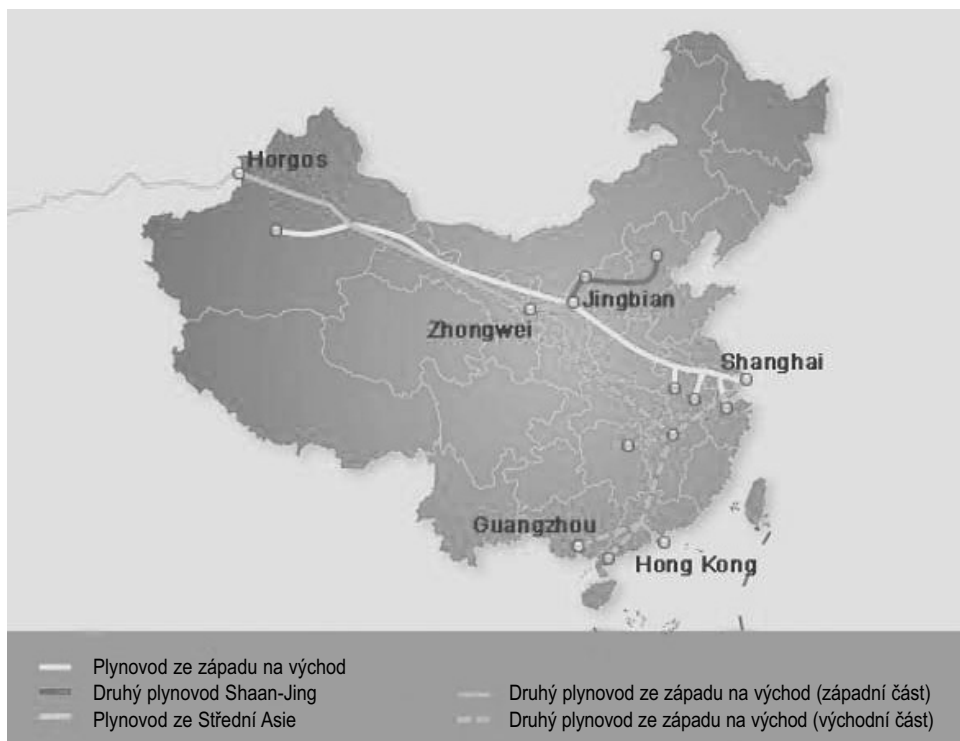 Horgos
Jingbian
Zhongwei
Shanghai
Guangzhou
Hong Kong
Plynovod ze západu na východ
Druhý plynovod Shaan-Jing
Plynovod ze Střední Asie
Druhý plynovod ze západu na východ (západní část)
Druhý plynovod ze západu na východ (východní část)